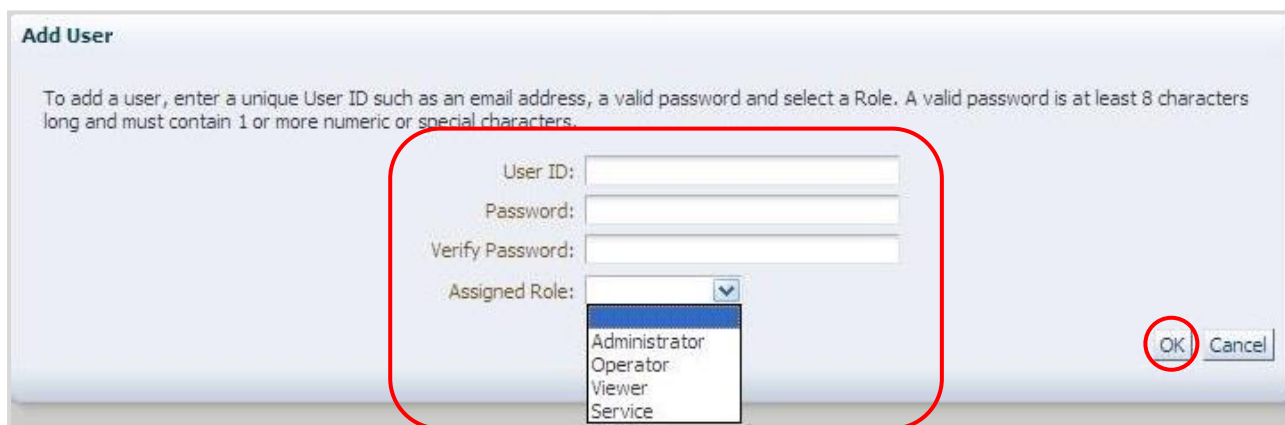 Add User
To add a user, enter a unique User ID such as an email address, a valid password and select a Role. A valid password is at least 8 characters
long and must contain 1 or more numeric or special characters.
User ID:
Password:
Verify Password:
Assigned Role:
Administrator
Operator
Viewer
Service
OK Cancel